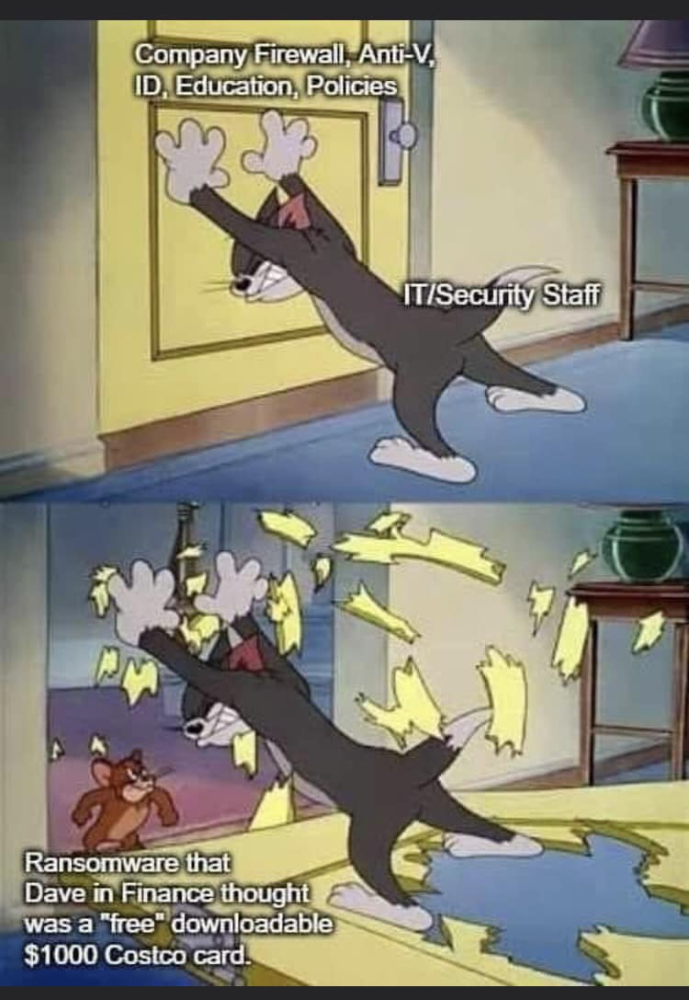 Company Firewall, Anti-V,
ID, Education, Policies
IT/Security Staff
Ransomware that
Dave in Finance thought
was a "free" downloadable
$1000 Costco card.